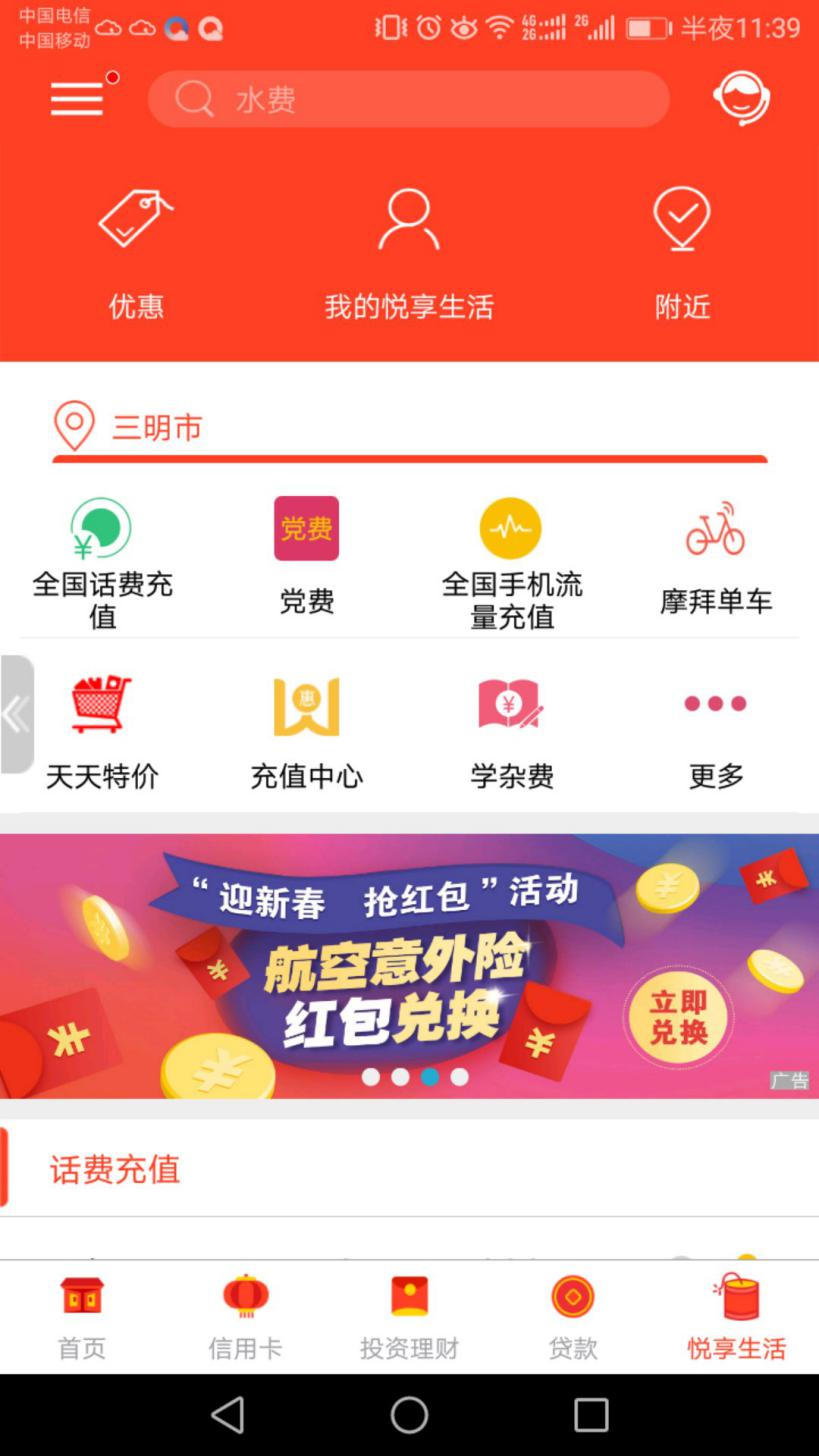 中国电信
中国移动
4G
2G
2G
半夜11:39
水费
优惠
我的悦享生活
附近
三明市
¥
党费
全国话费充
值
党费
全国手机流
量充值
摩拜单车
惠
¥
天天特价
充值中心
学杂费
更多
“迎新春 抢红包”活动
航空意外险
红包兑换
立即
兑换
广告
话费充值
首页
信用卡
投资理财
贷款
悦享生活